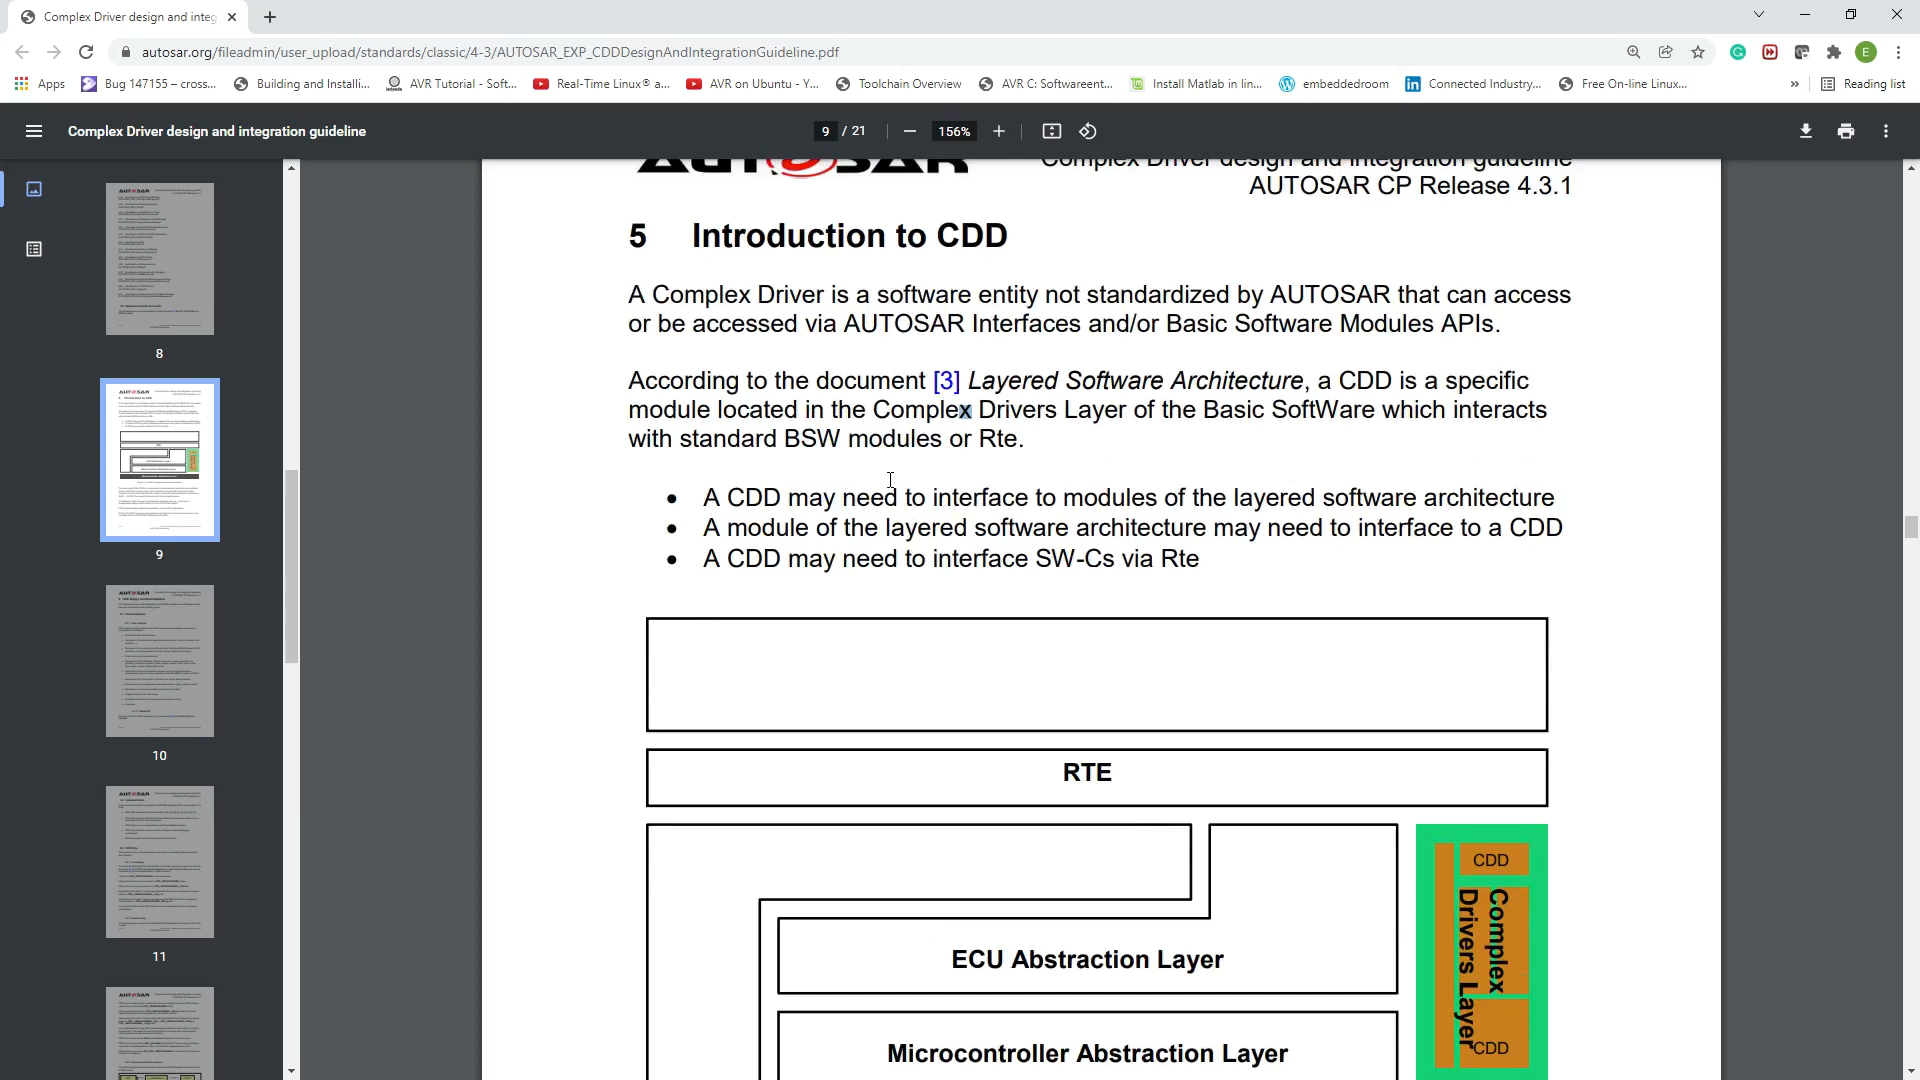 Complex Driver design and integ
autosar.org/fileadmin/user_upload/standards/classic/4-3/AUTOSAR_EXP_CDDDesignAndIntegrationGuideline.pdf
E
Apps Bug 147155 – cross... Building and Installi... AVR Tutorial - Soft... Real-Time Linux® a... AVR on Ubuntu - Y... Toolchain Overview AVR C: Softwareent... Install Matlab in lin... embeddedroom Connected Industry... Free On-line Linux... » Reading list
Complex Driver design and integration guideline
9 / 21
156%
8
9
10
11
AUTOSAR
Complex Driver design and integration guideline
AUTOSAR CP Release 4.3.1
5 Introduction to CDD
A Complex Driver is a software entity not standardized by AUTOSAR that can access
or be accessed via AUTOSAR Interfaces and/or Basic Software Modules APIs.
According to the document [3] Layered Software Architecture, a CDD is a specific
module located in the Complex Drivers Layer of the Basic SoftWare which interacts
with standard BSW modules or Rte.
• A CDD may need to interface to modules of the layered software architecture
• A module of the layered software architecture may need to interface to a CDD
• A CDD may need to interface SW-Cs via Rte
RTE
CDD
Complex
Drivers Layer
ECU Abstraction Layer
CDD
Microcontroller Abstraction Layer